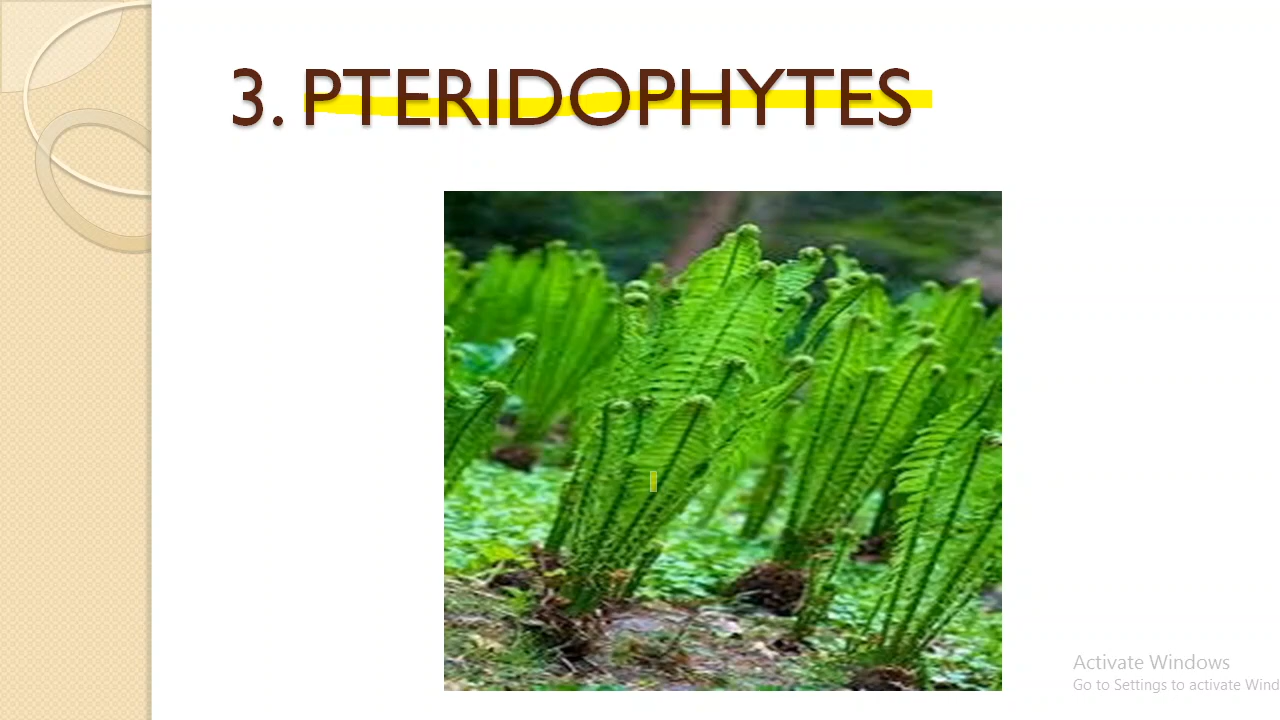 3. PTERIDOPHYTES
Activate Windows
Go to Settings to activate Wind